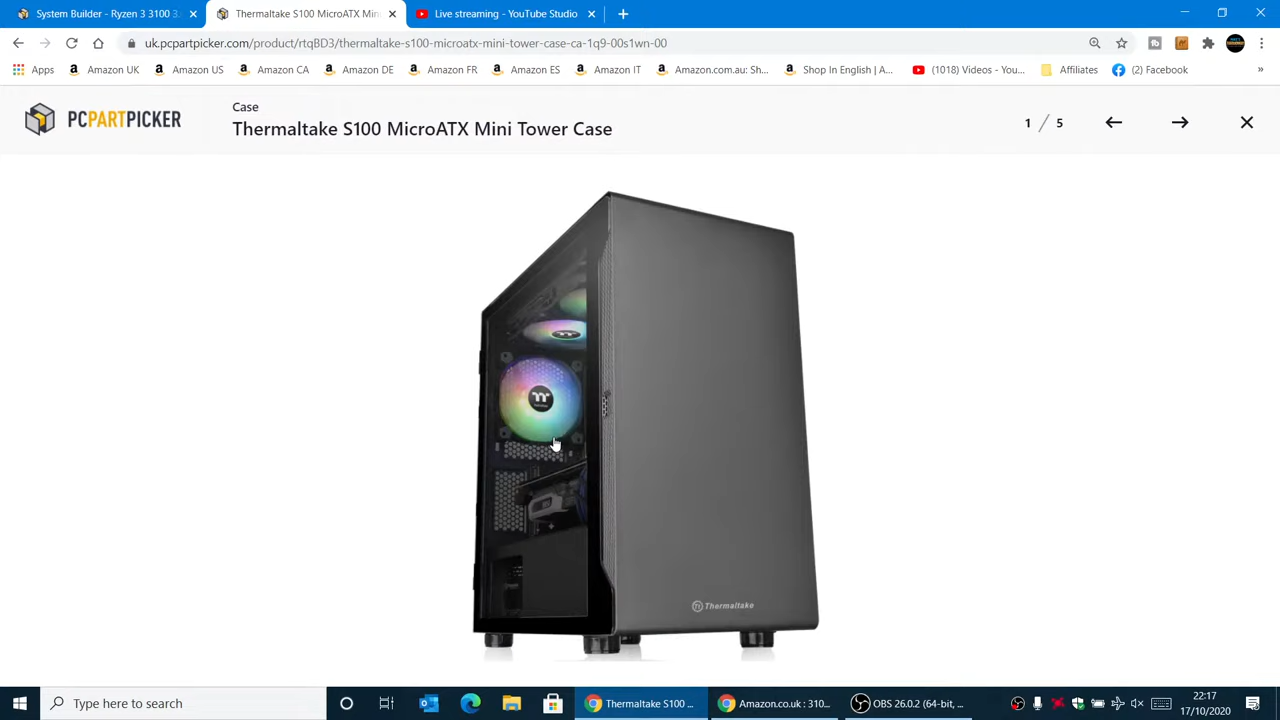 System Builder - Ryzen 3 3100 3.
Thermaltake S100 MicroATX Mini
Live streaming - YouTube Studio
uk.pcpartpicker.com/product/rtqBD3/thermaltake-s100-microatx-mini-tower-case-ca-1q9-00s1wn-00
Apps
Amazon UK
Amazon US
Amazon CA
Amazon DE
Amazon FR
Amazon ES
Amazon IT
Amazon.com.au: Sh...
Shop In English | A...
(1018) Videos - You...
Affiliates
(2) Facebook
PCPARTPICKER
Case
Thermaltake S100 MicroATX Mini Tower Case
1 / 5
Thermaltake
Type here to search
Thermaltake S100 ...
Amazon.co.uk : 310...
OBS 26.0.2 (64-bit, ...
22:17
17/10/2020